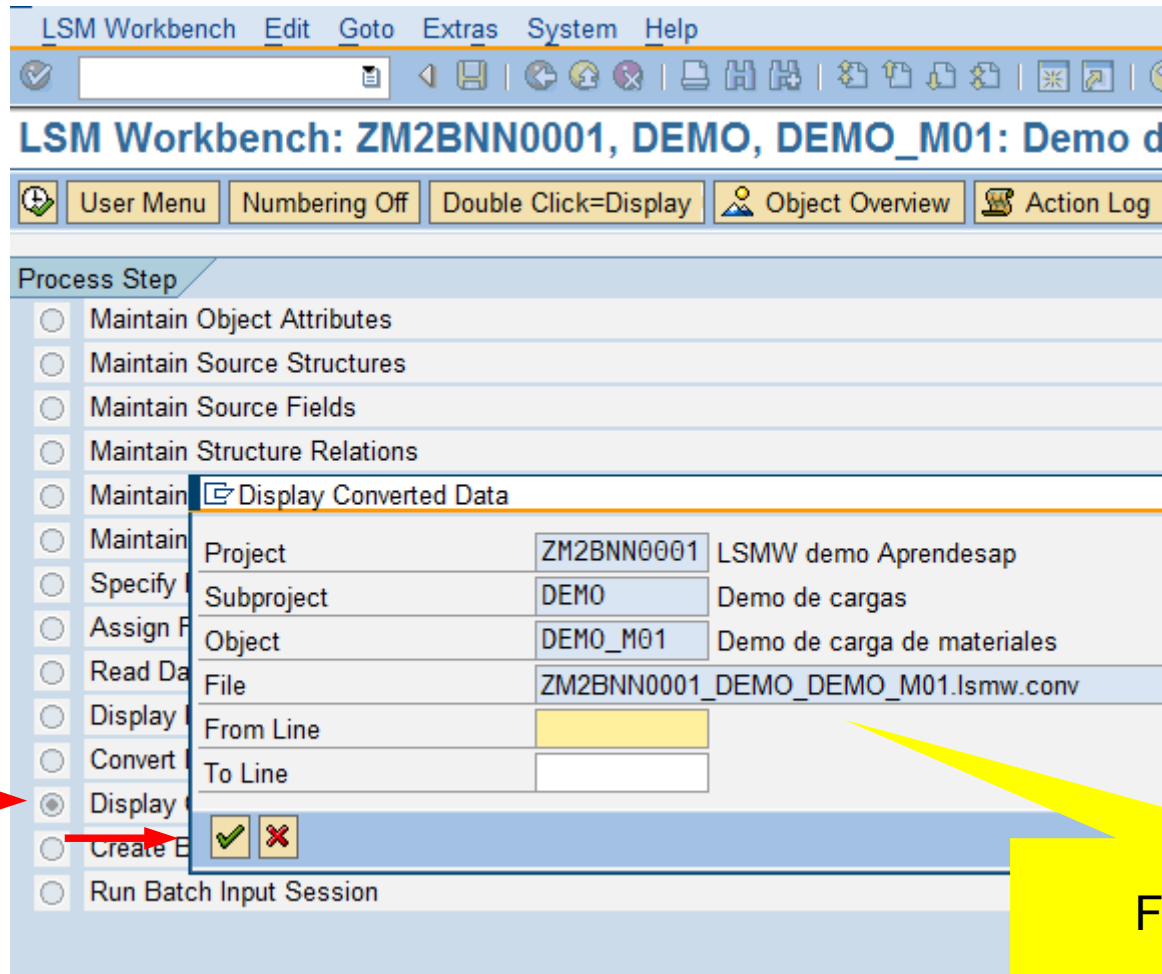 LSM Workbench Edit Goto Extras System Help
LSM Workbench: ZM2BNN0001, DEMO, DEMO_M01: Demo d
User Menu Numbering Off Double Click=Display Object Overview Action Log
Process Step
Maintain Object Attributes
Maintain Source Structures
Maintain Source Fields
Maintain Structure Relations
Maintain
Display Converted Data
Maintain
Project ZM2BNN0001 LSMW demo Aprendesap
Specify
Subproject DEMO Demo de cargas
Assign F
Object DEMO_M01 Demo de carga de materiales
Read Da
File ZM2BNN0001_DEMO_DEMO_M01.lsmw.conv
Display
From Line
Convert
To Line
Display
Create B
Run Batch Input Session
F